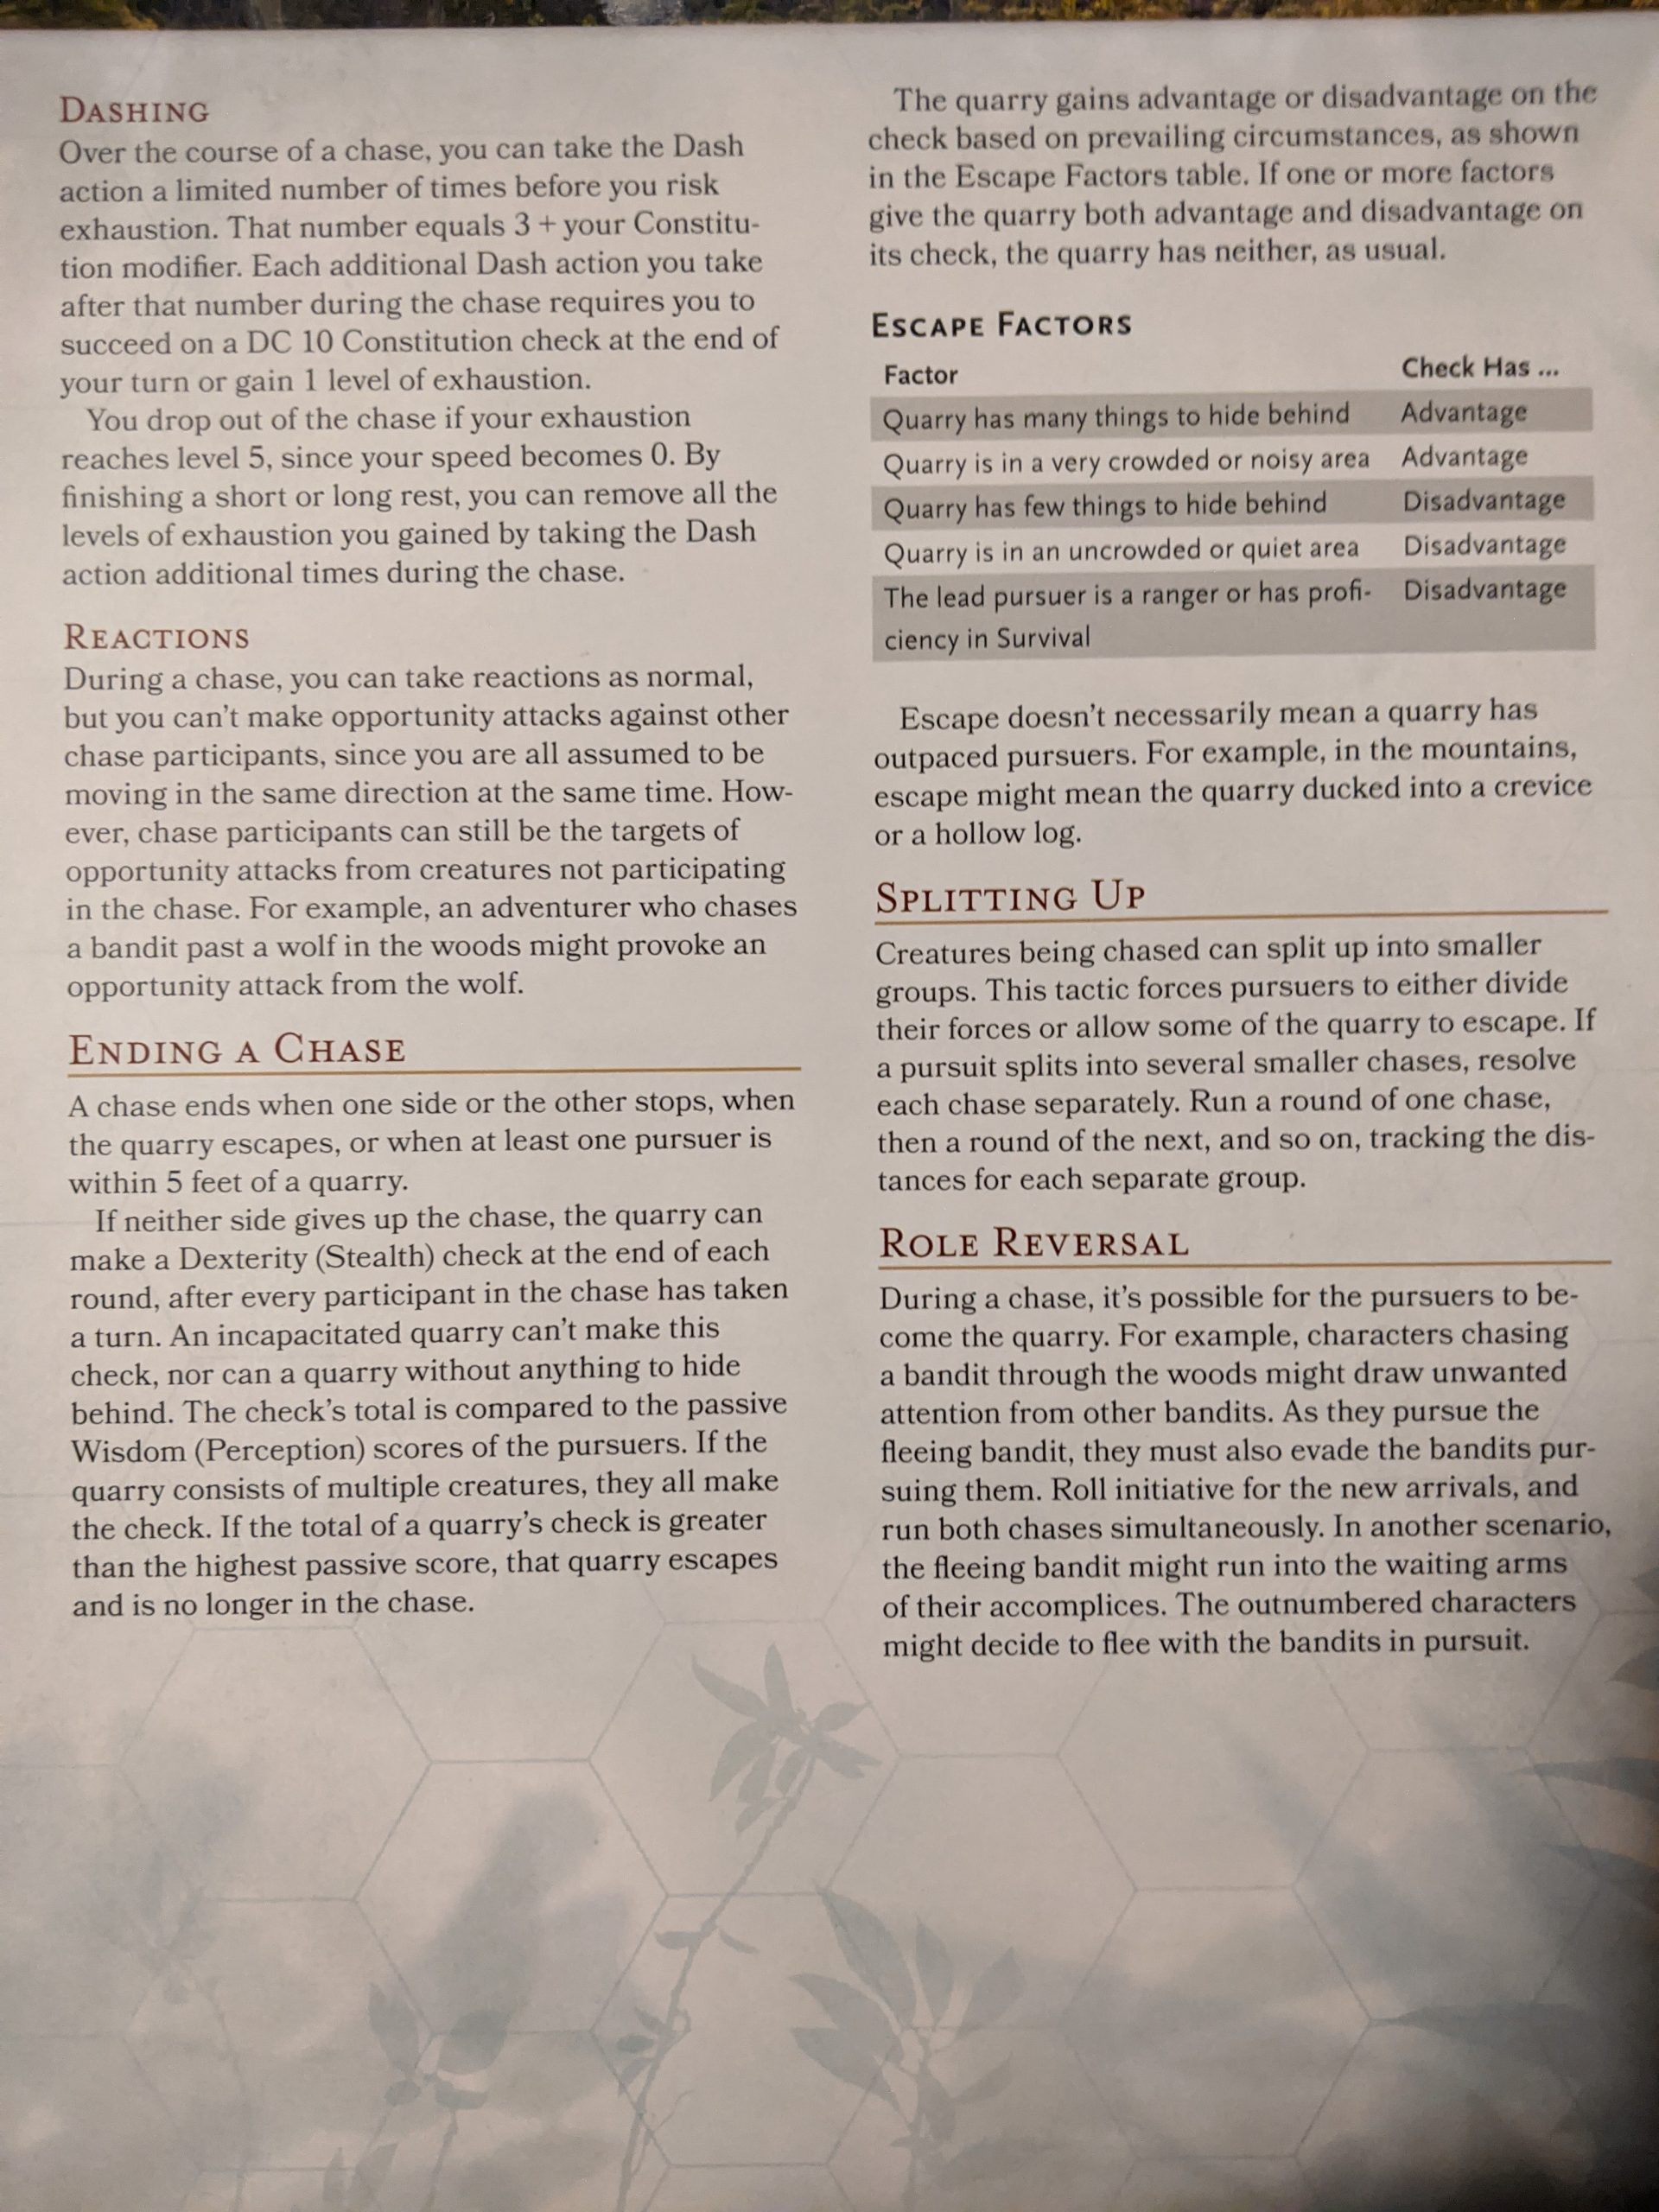 DASHING
Over the course of a chase, you can take the Dash
action a limited number of times before you risk
exhaustion. That number equals 3 + your Constitu-
tion modifier. Each additional Dash action you take
after that number during the chase requires you to
succeed on a DC 10 Constitution check at the end of
your turn or gain 1 level of exhaustion.
You drop out of the chase if your exhaustion
reaches level 5, since your speed becomes 0. By
finishing a short or long rest, you can remove all the
levels of exhaustion you gained by taking the Dash
action additional times during the chase.
REACTIONS
During a chase, you can take reactions as normal,
but you can't make opportunity attacks against other
chase participants, since you are all assumed to be
moving in the same direction at the same time. How-
ever, chase participants can still be the targets of
opportunity attacks from creatures not participating
in the chase. For example, an adventurer who chases
a bandit past a wolf in the woods might provoke an
opportunity attack from the wolf.
ENDING A CHASE
A chase ends when one side or the other stops, when
the quarry escapes, or when at least one pursuer is
within 5 feet of a quarry.
If neither side gives up the chase, the quarry can
make a Dexterity (Stealth) check at the end of each
round, after every participant in the chase has taken
a turn. An incapacitated quarry can't make this
check, nor can a quarry without anything to hide
behind. The check's total is compared to the passive
Wisdom (Perception) scores of the pursuers. If the
quarry consists of multiple creatures, they all make
the check. If the total of a quarry's check is greater
than the highest passive score, that quarry escapes
and is no longer in the chase.
The quarry gains advantage or disadvantage on the
check based on prevailing circumstances, as shown
in the Escape Factors table. If one or more factors
give the quarry both advantage and disadvantage on
its check, the quarry has neither, as usual.
ESCAPE FACTORS
Factor Check Has ...
Quarry has many things to hide behind Advantage
Quarry is in a very crowded or noisy area Advantage
Quarry has few things to hide behind Disadvantage
Quarry is in an uncrowded or quiet area Disadvantage
The lead pursuer is a ranger or has profi- Disadvantage
ciency in Survival
Escape doesn't necessarily mean a quarry has
outpaced pursuers. For example, in the mountains,
escape might mean the quarry ducked into a crevice
or a hollow log.
SPLITTING UP
Creatures being chased can split up into smaller
groups. This tactic forces pursuers to either divide
their forces or allow some of the quarry to escape. If
a pursuit splits into several smaller chases, resolve
each chase separately. Run a round of one chase,
then a round of the next, and so on, tracking the dis-
tances for each separate group.
ROLE REVERSAL
During a chase, it's possible for the pursuers to be-
come the quarry. For example, characters chasing
a bandit through the woods might draw unwanted
attention from other bandits. As they pursue the
fleeing bandit, they must also evade the bandits pur-
suing them. Roll initiative for the new arrivals, and
run both chases simultaneously. In another scenario,
the fleeing bandit might run into the waiting arms
of their accomplices. The outnumbered characters
might decide to flee with the bandits in pursuit.